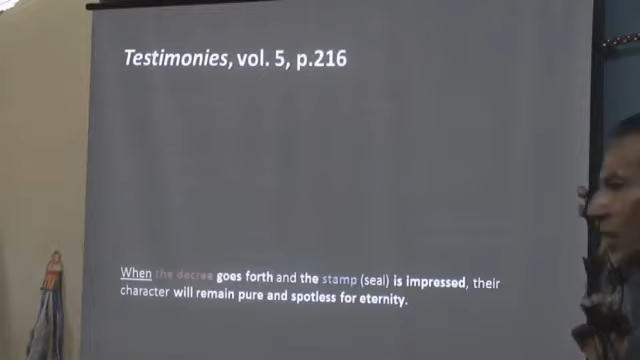 Testimonies, vol. 5, p.216
When the decree goes forth and the stamp (seal) is impressed, their
character will remain pure and spotless for eternity.